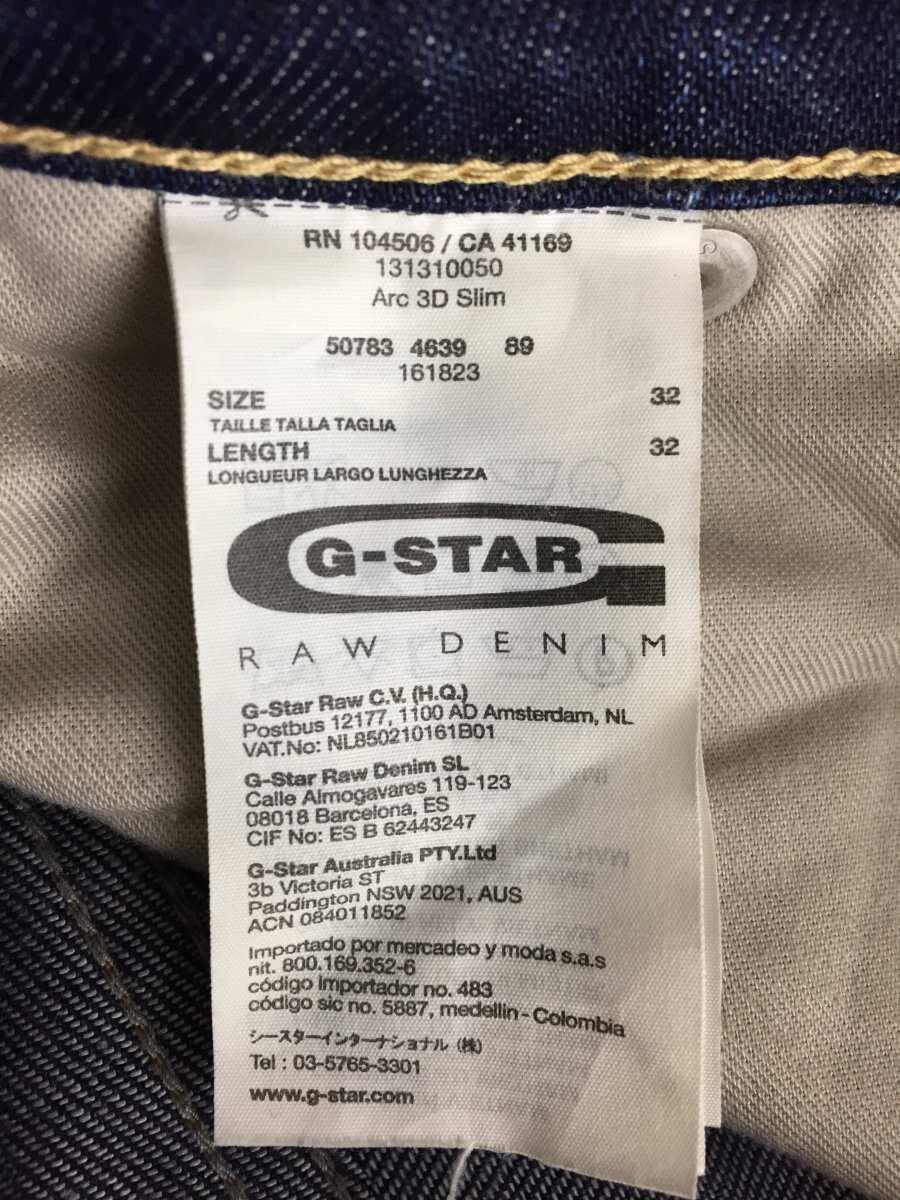 RN 104506 / CA 41169
131310050
Arc 3D Slim
50783 4639 89
161823
SIZE 32
TAILLE TALLA TAGLIA
LENGTH 32
LONGUEUR LARGO LUNGHEZZA
G-STAR
RAW DENIM
G-Star Raw C.V. (H.Q.)
Postbus 12177, 1100 AD Amsterdam, NL
VAT.No: NL850210161B01
G-Star Raw Denim SL
Calle Almogavares 119-123
08018 Barcelona, ES
CIF No: ES B 62443247
G-Star Australia PTY.Ltd
3b Victoria ST
Paddington NSW 2021, AUS
ACN 084011852
Importado por mercadeo y moda s.a.s
nit. 800.169.352-6
código importador no. 483
código sic no. 5887, medellin - Colombia
ジースターインターナショナル (株)
Tel : 03-5765-3301
www.g-star.com